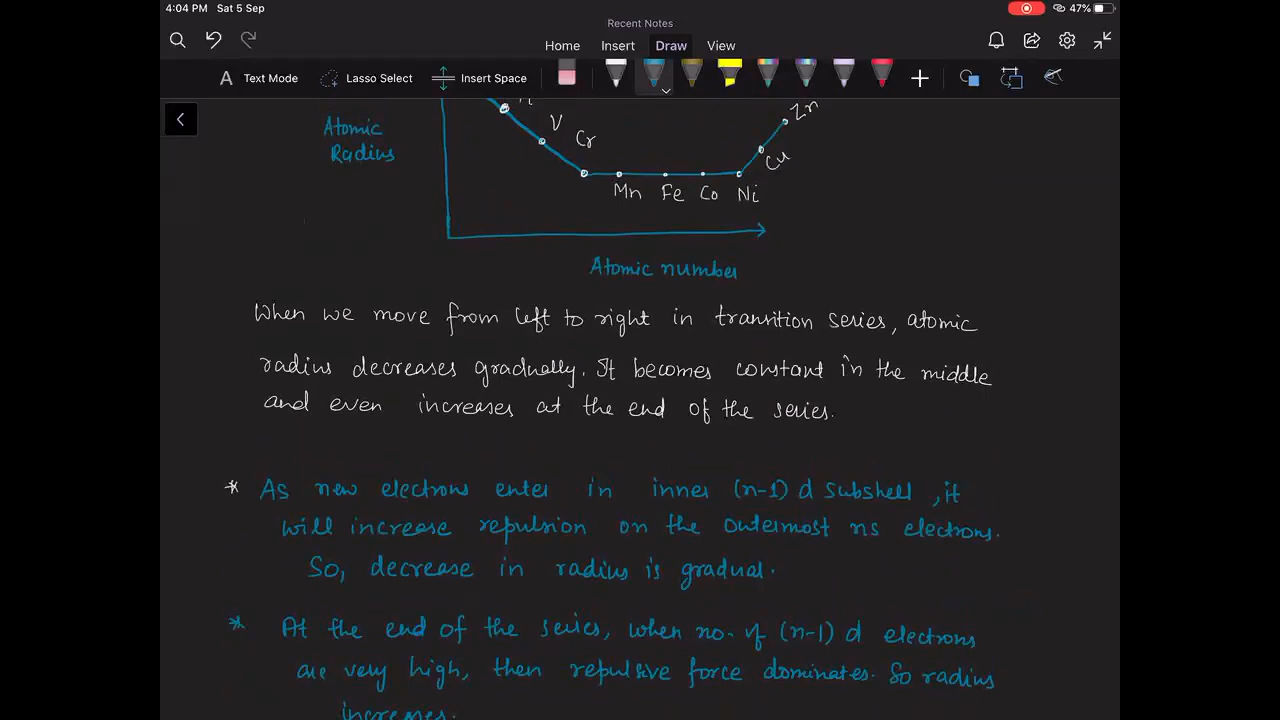 4:04 PM Sat 5 Sep
47%
Recent Notes
Home Insert Draw View
Text Mode Lasso Select Insert Space
Atomic
Radius
V
Cr
Mn Fe Co Ni
Cu
Zn
Atomic number
When we move from left to right in transition series, atomic
radius decreases gradually. It becomes constant in the middle
and even increases at the end of the series.
* As new electrons enter in inner (n-1) d subshell, it
will increase repulsion on the outermost ns electrons.
So, decrease in radius is gradual.
* At the end of the series, when no. of (n-1) d electrons
are very high, then repulsive force dominates. So radius
increases.